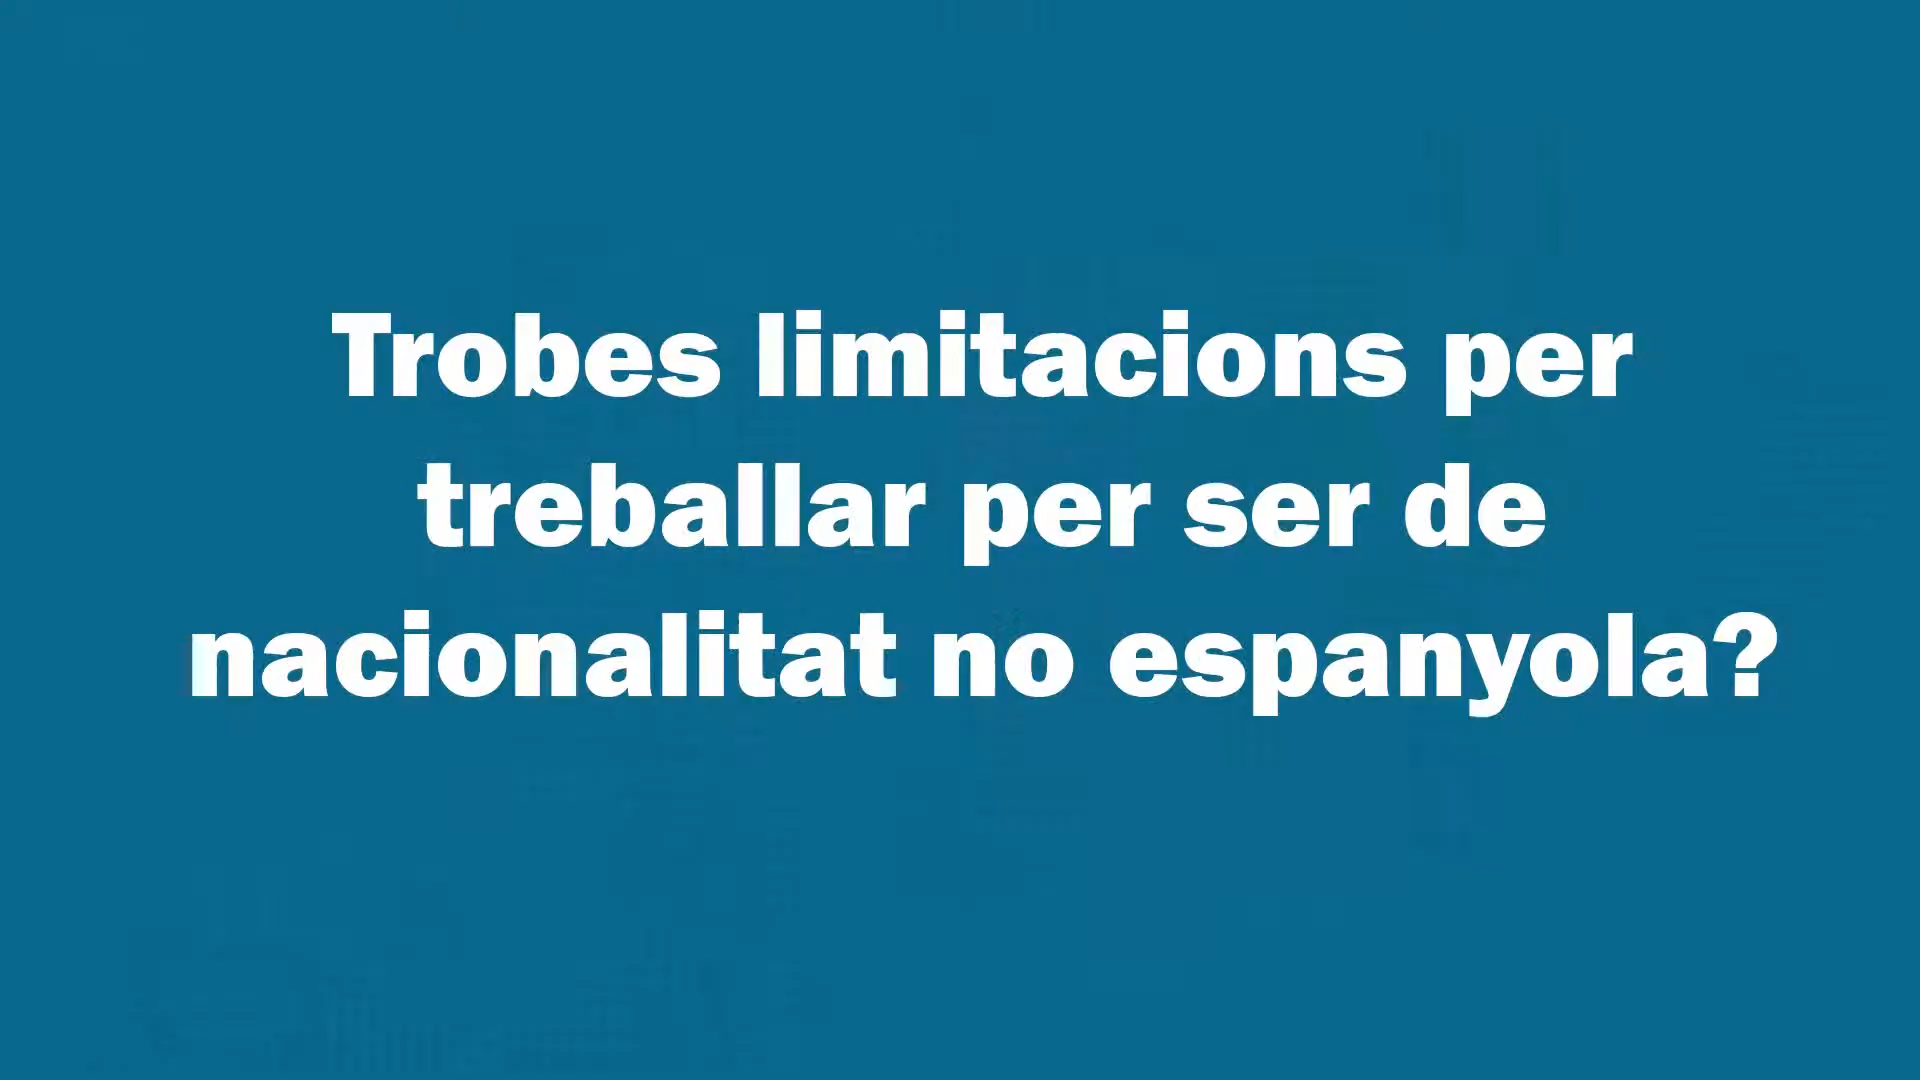 Trobes limitacions per
treballar per ser de
nacionalitat no espanyola?